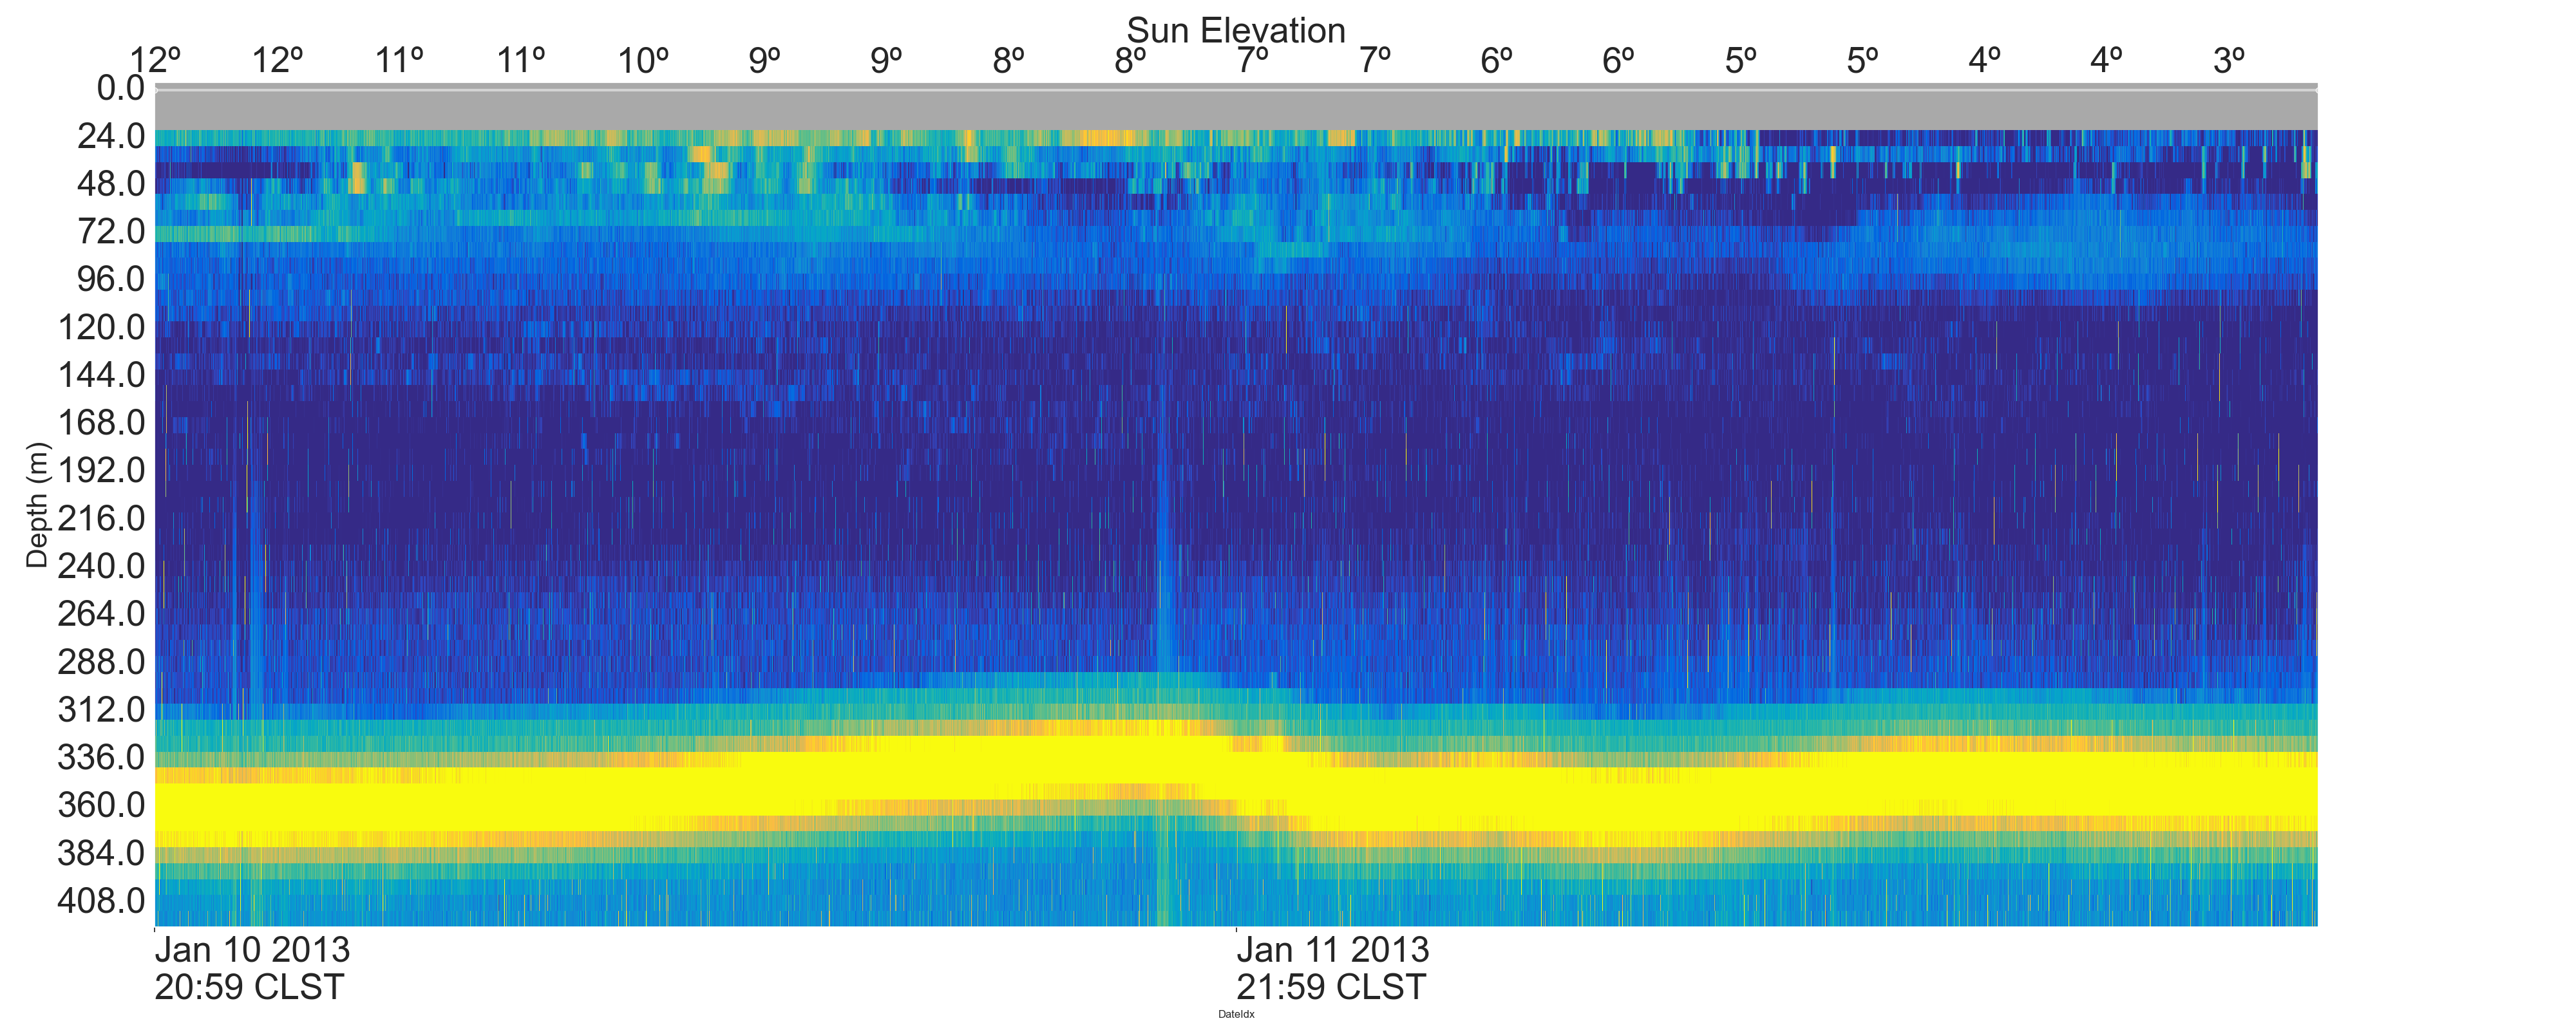 Sun Elevation
12º 12º 11º 11º 10º 9º 9º 8º 8º 7º 7º 6º 6º 5º 5º 4º 4º 3º
0.0
24.0
48.0
72.0
96.0
120.0
144.0
168.0
192.0
216.0
240.0
264.0
288.0
312.0
336.0
360.0
384.0
408.0
Depth (m)
Jan 10 2013
20:59 CLST
Jan 11 2013
21:59 CLST
DateIdx